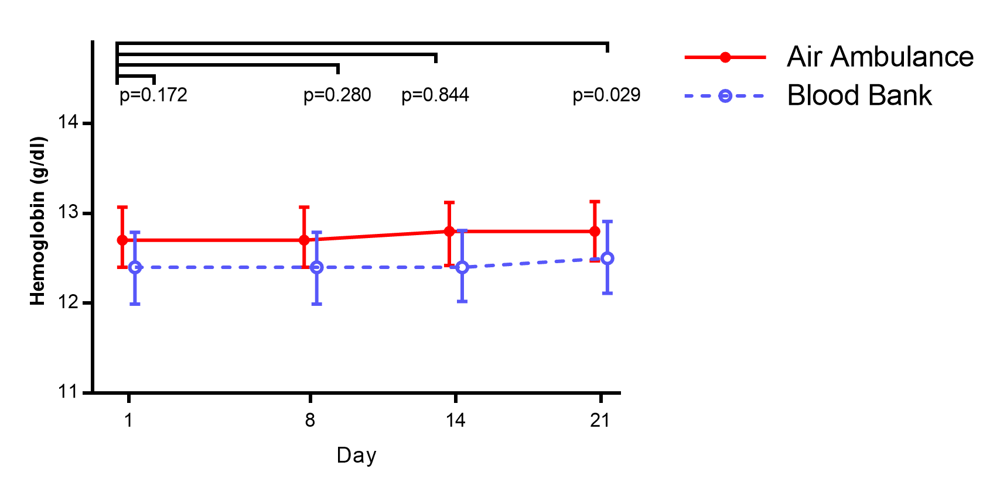 p=0.172 p=0.280 p=0.844 p=0.029
Air Ambulance
Blood Bank
Hemoglobin (g/dl)
14
13
12
11
1 8 14 21
Day